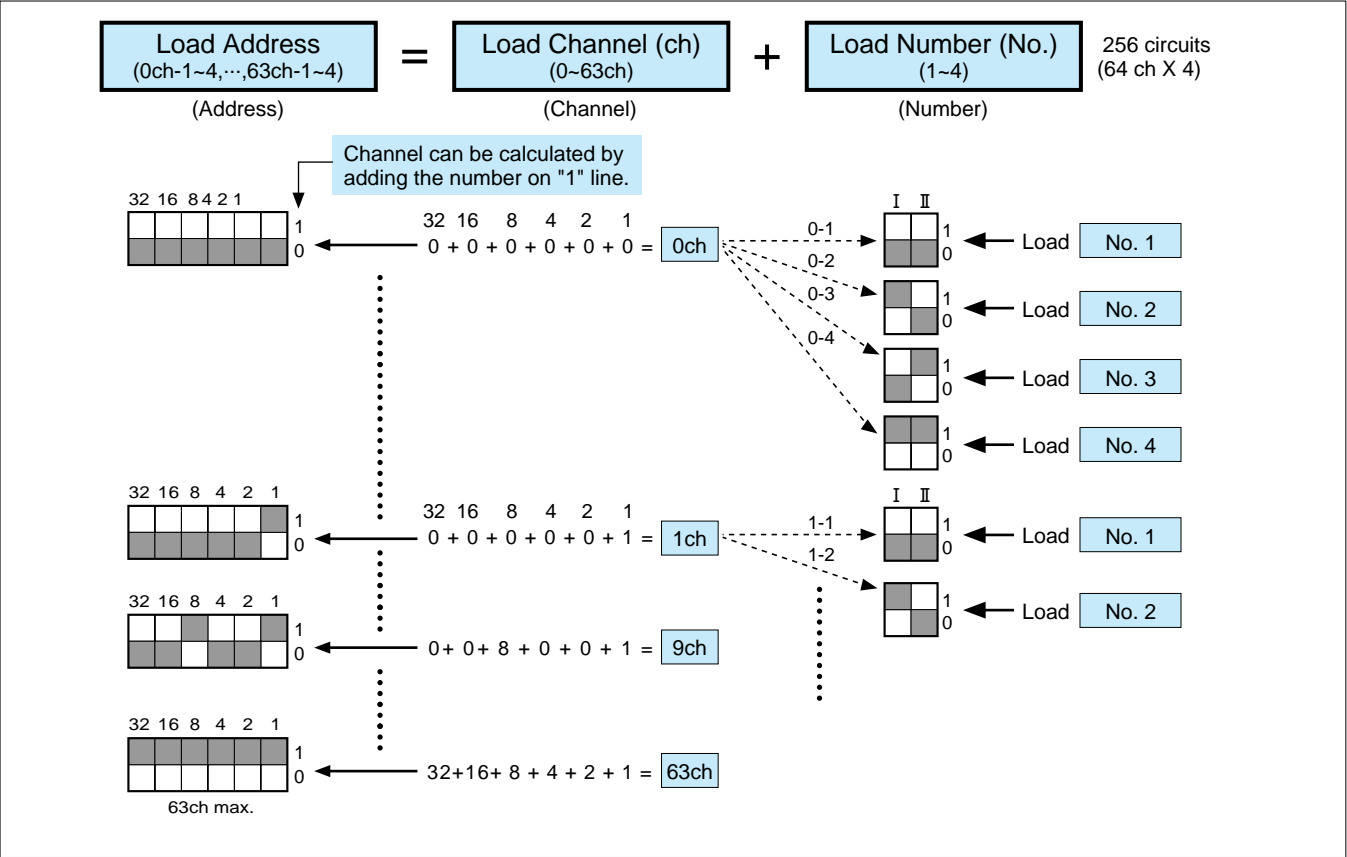 Load Address = Load Channel (ch) + Load Number (No.) 256 circuits
(0ch-1~4,···,63ch-1~4) (0~63ch) (1~4) (64 ch X 4)
(Address) (Channel) (Number)
Channel can be calculated by
adding the number on "1" line.
32 16 8 4 2 1
1
0
32 16 8 4 2 1
0 + 0 + 0 + 0 + 0 + 0 = 0ch
0-1
0-2
0-3
0-4
I II
1
0
Load No. 1
1
0
Load No. 2
1
0
Load No. 3
1
0
Load No. 4
32 16 8 4 2 1
1
0
32 16 8 4 2 1
0 + 0 + 0 + 0 + 0 + 1 = 1ch
1-1
1-2
I II
1
0
Load No. 1
1
0
Load No. 2
32 16 8 4 2 1
1
0
0+ 0+ 8 + 0 + 0 + 1 = 9ch
32 16 8 4 2 1
1
0
32+16+ 8 + 4 + 2 + 1 = 63ch
63ch max.